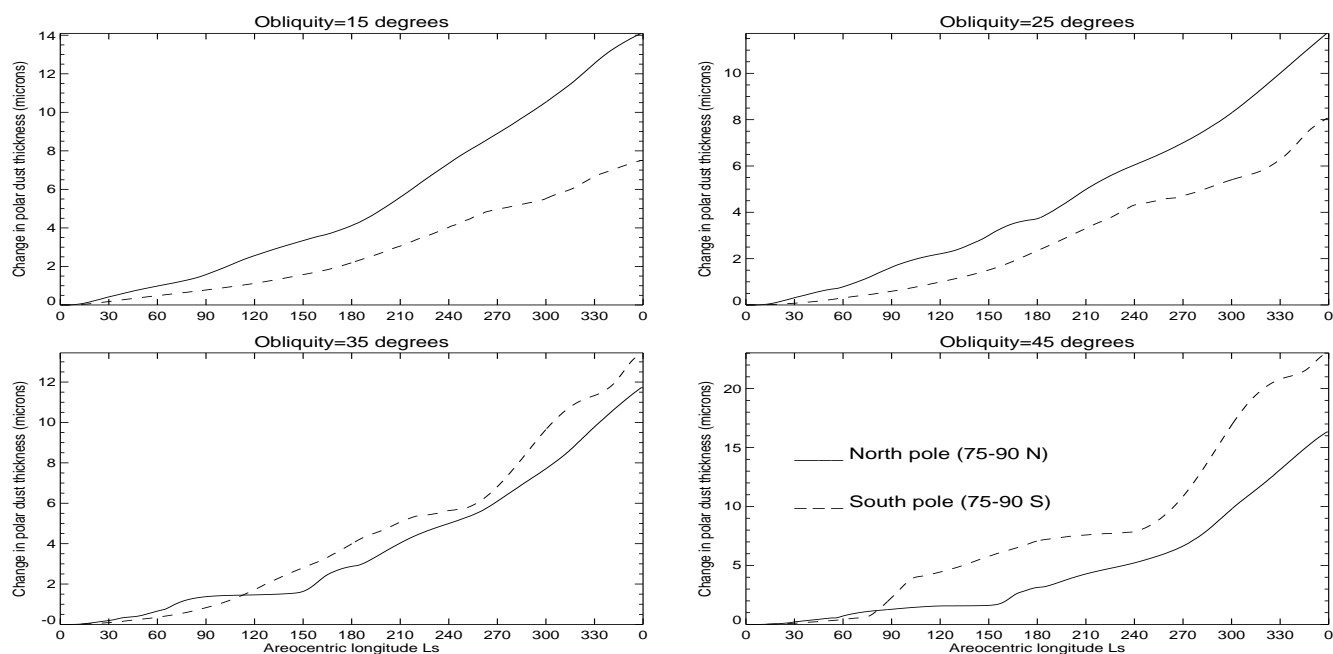 Obliquity=15 degrees
Change in polar dust thickness (microns)
14
12
10
8
6
4
2
0
0 30 60 90 120 150 180 210 240 270 300 330 0
Obliquity=25 degrees
Change in polar dust thickness (microns)
10
8
6
4
2
0
0 30 60 90 120 150 180 210 240 270 300 330 0
Obliquity=35 degrees
Change in polar dust thickness (microns)
12
10
8
6
4
2
-0
0 30 60 90 120 150 180 210 240 270 300 330 0
Areocentric longitude Ls
Obliquity=45 degrees
Change in polar dust thickness (microns)
20
15
10
5
0
North pole (75-90 N)
South pole (75-90 S)
0 30 60 90 120 150 180 210 240 270 300 330 0
Areocentric longitude Ls